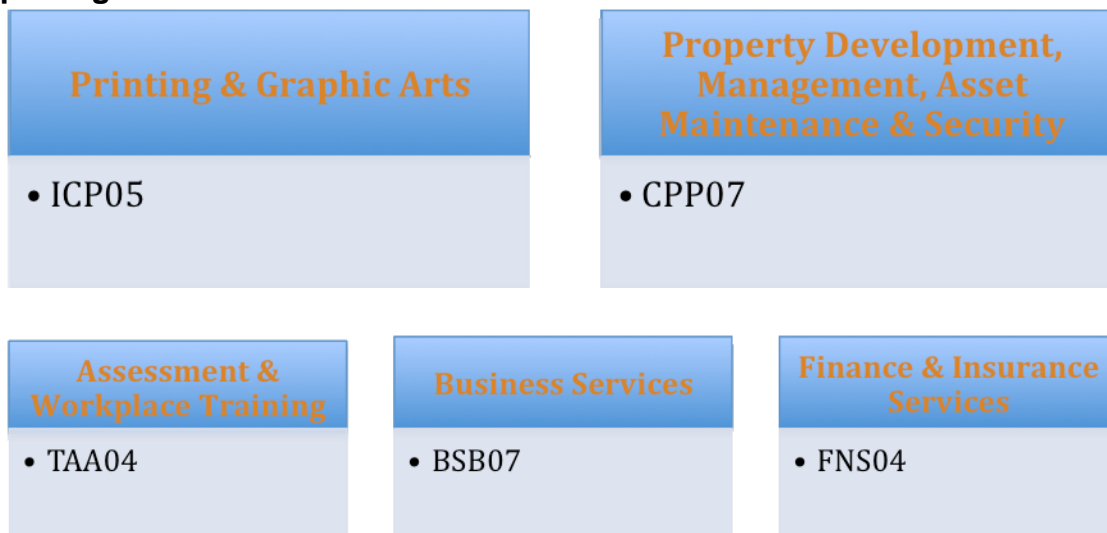 Printing & Graphic Arts
• ICP05
Property Development,
Management, Asset
Maintenance & Security
• CPP07
Assessment &
Workplace Training
• TAA04
Business Services
• BSB07
Finance & Insurance
Services
• FNS04